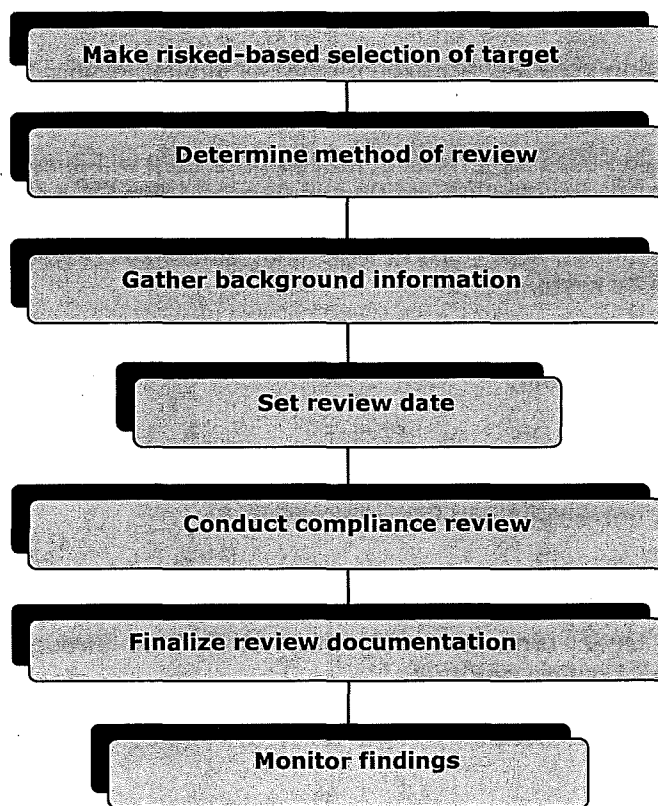 Make risked-based selection of target
Determine method of review
Gather background information
Set review date
Conduct compliance review
Finalize review documentation
Monitor findings